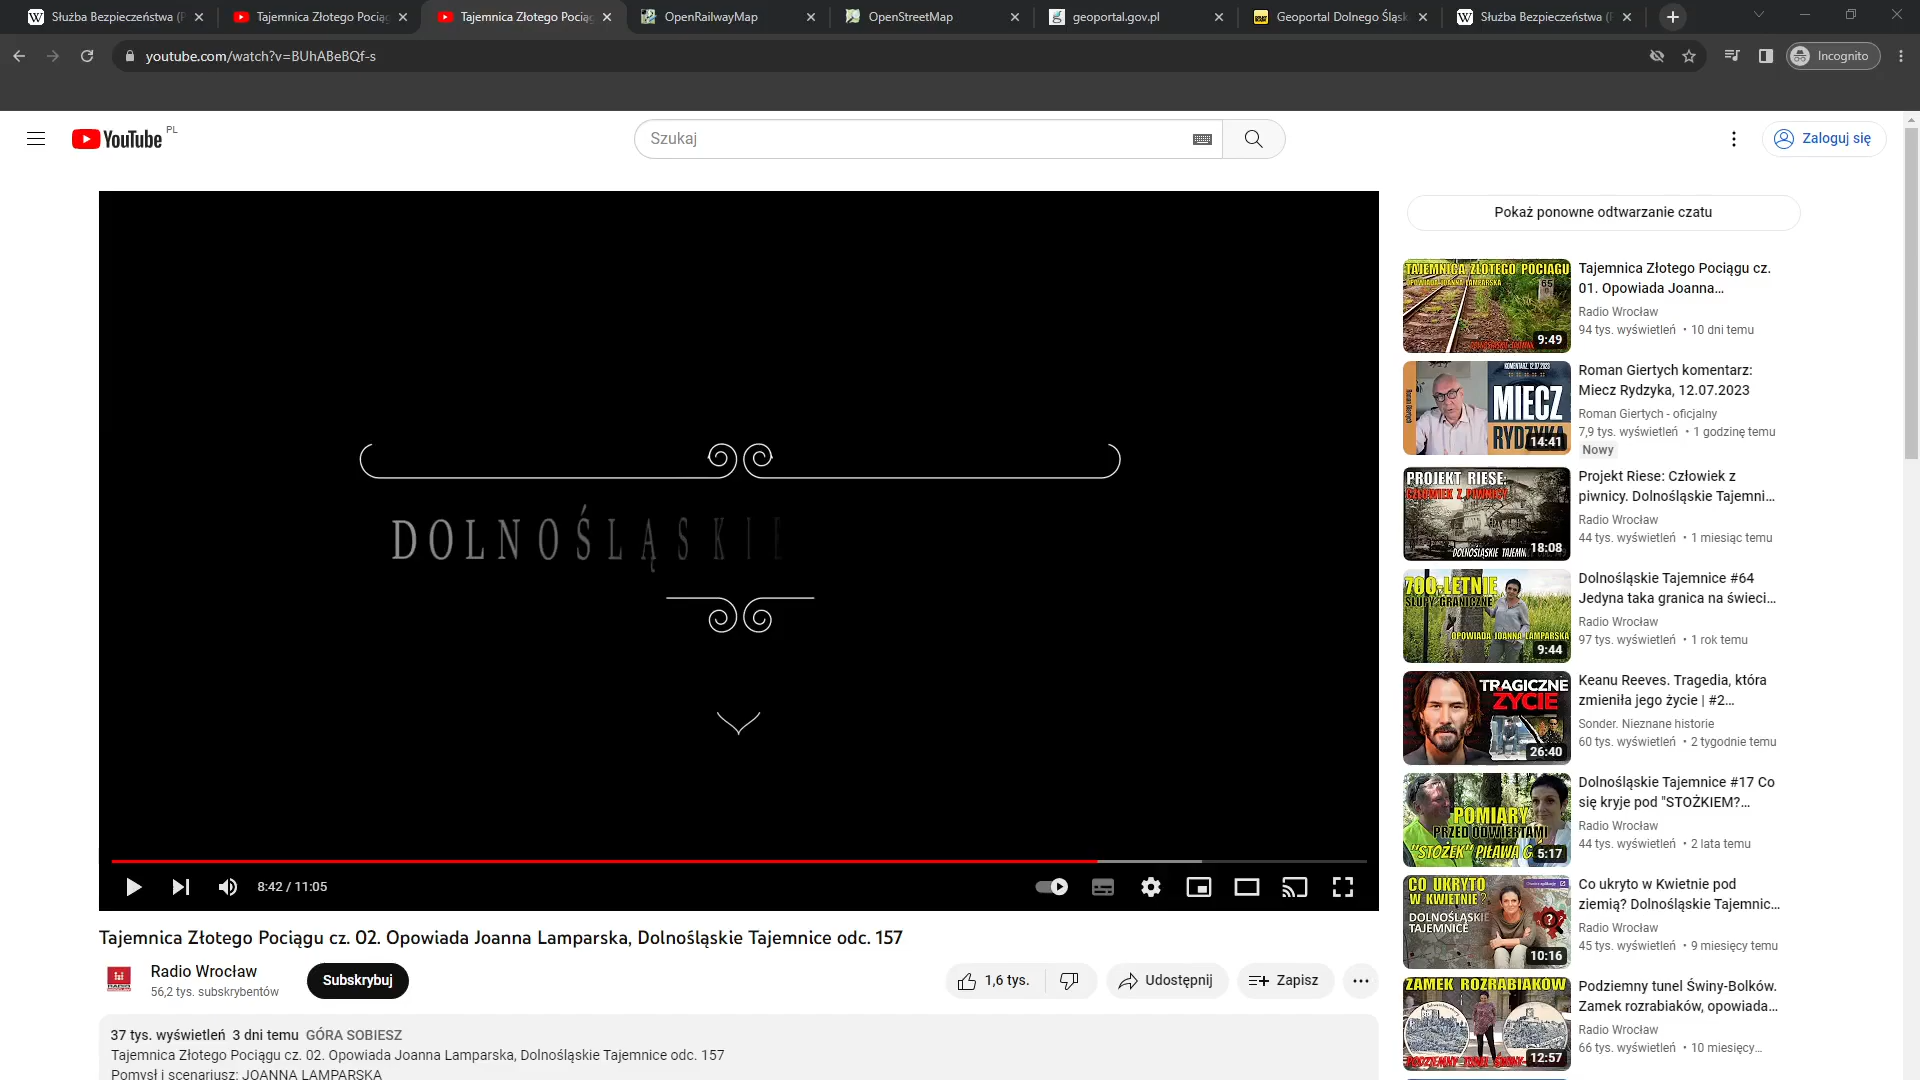 Służba Bezpieczeństwa (P
Tajemnica Złotego Pociąg
Tajemnica Złotego Pociąg
OpenRailwayMap
OpenStreetMap
geoportal.gov.pl
Geoportal Dolnego Śląsk
Służba Bezpieczeństwa (P
youtube.com/watch?v=BUhABeBQf-s
Incognito
YouTube PL
Szukaj
Zaloguj się
DOLNOŚLĄSKIE
8:42 / 11:05
Tajemnica Złotego Pociągu cz. 02. Opowiada Joanna Lamparska, Dolnośląskie Tajemnice odc. 157
Radio Wrocław
56,2 tys. subskrybentów
Subskrybuj
1,6 tys.
Udostępnij
Zapisz
37 tys. wyświetleń 3 dni temu GÓRA SOBIESZ
Tajemnica Złotego Pociągu cz. 02. Opowiada Joanna Lamparska, Dolnośląskie Tajemnice odc. 157
Pomysł i scenariusz: JOANNA LAMPARSKA
Pokaż ponowne odtwarzanie czatu
TAJEMNICA ZŁOTEGO POCIĄGU
OPOWIADA JOANNA LAMPARSKA
9:49
Tajemnica Złotego Pociągu cz.
01. Opowiada Joanna…
Radio Wrocław
94 tys. wyświetleń • 10 dni temu
KOMENTARZ, 12.07.2023
MIECZ
RYDZYKA
14:41
Roman Giertych komentarz:
Miecz Rydzyka, 12.07.2023
Roman Giertych - oficjalny
7,9 tys. wyświetleń • 1 godzinę temu
Nowy
PROJEKT RIESE:
CZŁOWIEK Z PIWNICY
DOLNOŚLĄSKIE TAJEMNI
18:08
Projekt Riese: Człowiek z
piwnicy. Dolnośląskie Tajemni…
Radio Wrocław
44 tys. wyświetleń • 1 miesiąc temu
700-LETNIE
SŁUPY GRANICZNE
OPOWIADA JOANNA LAMPARSKA
9:44
Dolnośląskie Tajemnice #64
Jedyna taka granica na świeci…
Radio Wrocław
97 tys. wyświetleń • 1 rok temu
TRAGICZNE
ŻYCIE
26:40
Keanu Reeves. Tragedia, która
zmieniła jego życie | #2…
Sonder. Nieznane historie
60 tys. wyświetleń • 2 tygodnie temu
POMIARY
PRZED ODWIERTAMI
"STOŻEK" PIŁAWA G
5:17
Dolnośląskie Tajemnice #17 Co
się kryje pod "STOŻKIEM?…
Radio Wrocław
44 tys. wyświetleń • 2 lata temu
CO UKRYTO
W KWIETNIE?
DOLNOŚLĄSKIE
TAJEMNICE
10:16
Co ukryto w Kwietnie pod
ziemią? Dolnośląskie Tajemnic…
Radio Wrocław
45 tys. wyświetleń • 9 miesięcy temu
ZAMEK ROZRABIAKÓW
PODZIEMNY TUNEL ŚWINY-BOLKÓW
12:57
Podziemny tunel Świny-Bolków.
Zamek rozrabiaków, opowiada…
Radio Wrocław
66 tys. wyświetleń • 10 miesięcy…